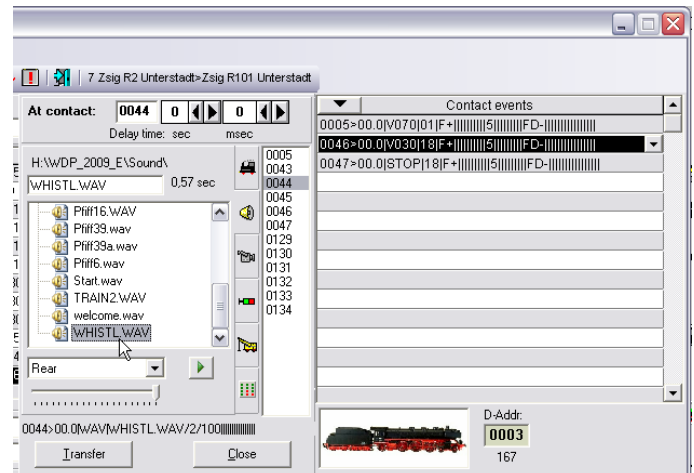 7 Zsig R2 Unterstadt>Zsig R101 Unterstadt
At contact: 0044 0 0
Delay time: sec msec
H:\WDP_2009_E\Sound\
WHISTL.WAV 0,57 sec
Pfiff16.WAV
Pfiff39.wav
Pfiff39a.wav
Pfiff6.wav
Start.wav
TRAIN2.WAV
welcome.wav
WHISTL.WAV
Rear
0005
0043
0044
0045
0046
0047
0129
0130
0131
0132
0133
0134
0044>00.0|WAV|WHISTL.WAV/2/100||||||||||||
Transfer Close
Contact events
0005>00.0|V070|01|F+||||||||||5|||||||||FD-||||||||||||||||
0046>00.0|V030|18|F+||||||||||5|||||||||FD-||||||||||||||||
0047>00.0|STOP|18|F+||||||||||5|||||||||FD-||||||||||||||||
D-Addr:
0003
167